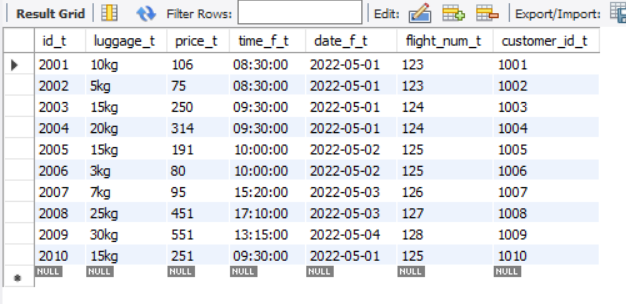 Result Grid Filter Rows: Edit: Export/Import:
id_t luggage_t price_t time_f_t date_f_t flight_num_t customer_id_t
2001 10kg 106 08:30:00 2022-05-01 123 1001
2002 5kg 75 08:30:00 2022-05-01 123 1002
2003 15kg 250 09:30:00 2022-05-01 124 1003
2004 20kg 314 09:30:00 2022-05-01 124 1004
2005 15kg 191 10:00:00 2022-05-02 125 1005
2006 3kg 80 10:00:00 2022-05-02 125 1006
2007 7kg 95 15:20:00 2022-05-03 126 1007
2008 25kg 451 17:10:00 2022-05-03 127 1008
2009 30kg 551 13:15:00 2022-05-04 128 1009
2010 15kg 251 09:30:00 2022-05-01 125 1010
NULL NULL NULL NULL NULL NULL NULL